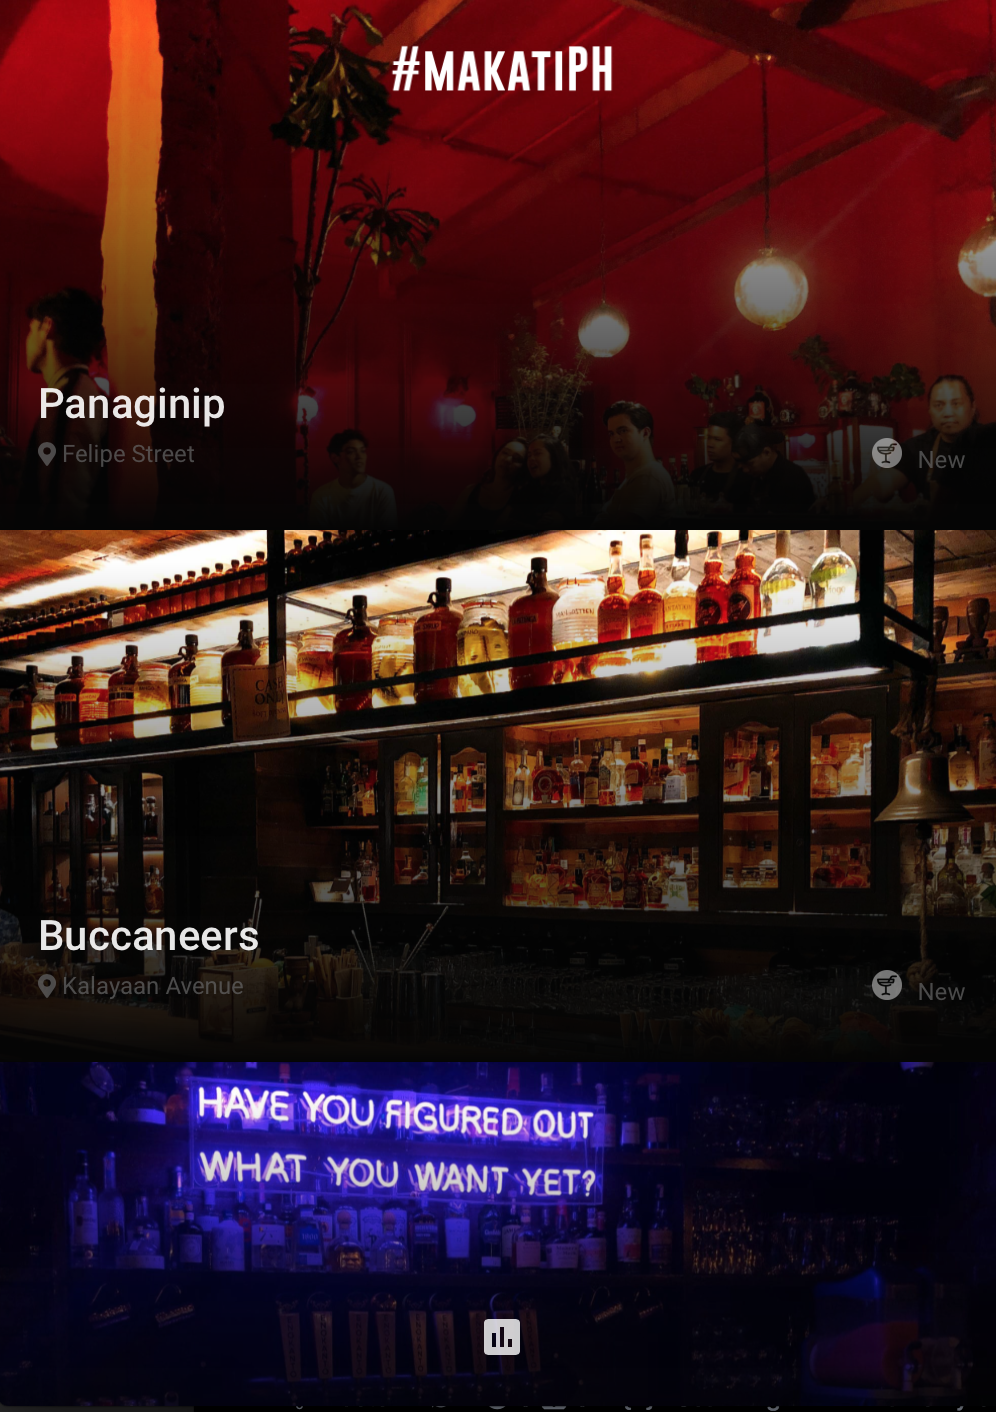 #MAKATIPH
Panaginip
Felipe Street
New
Buccaneers
Kalayaan Avenue
New
HAVE YOU FIGURED OUT
WHAT YOU WANT YET?